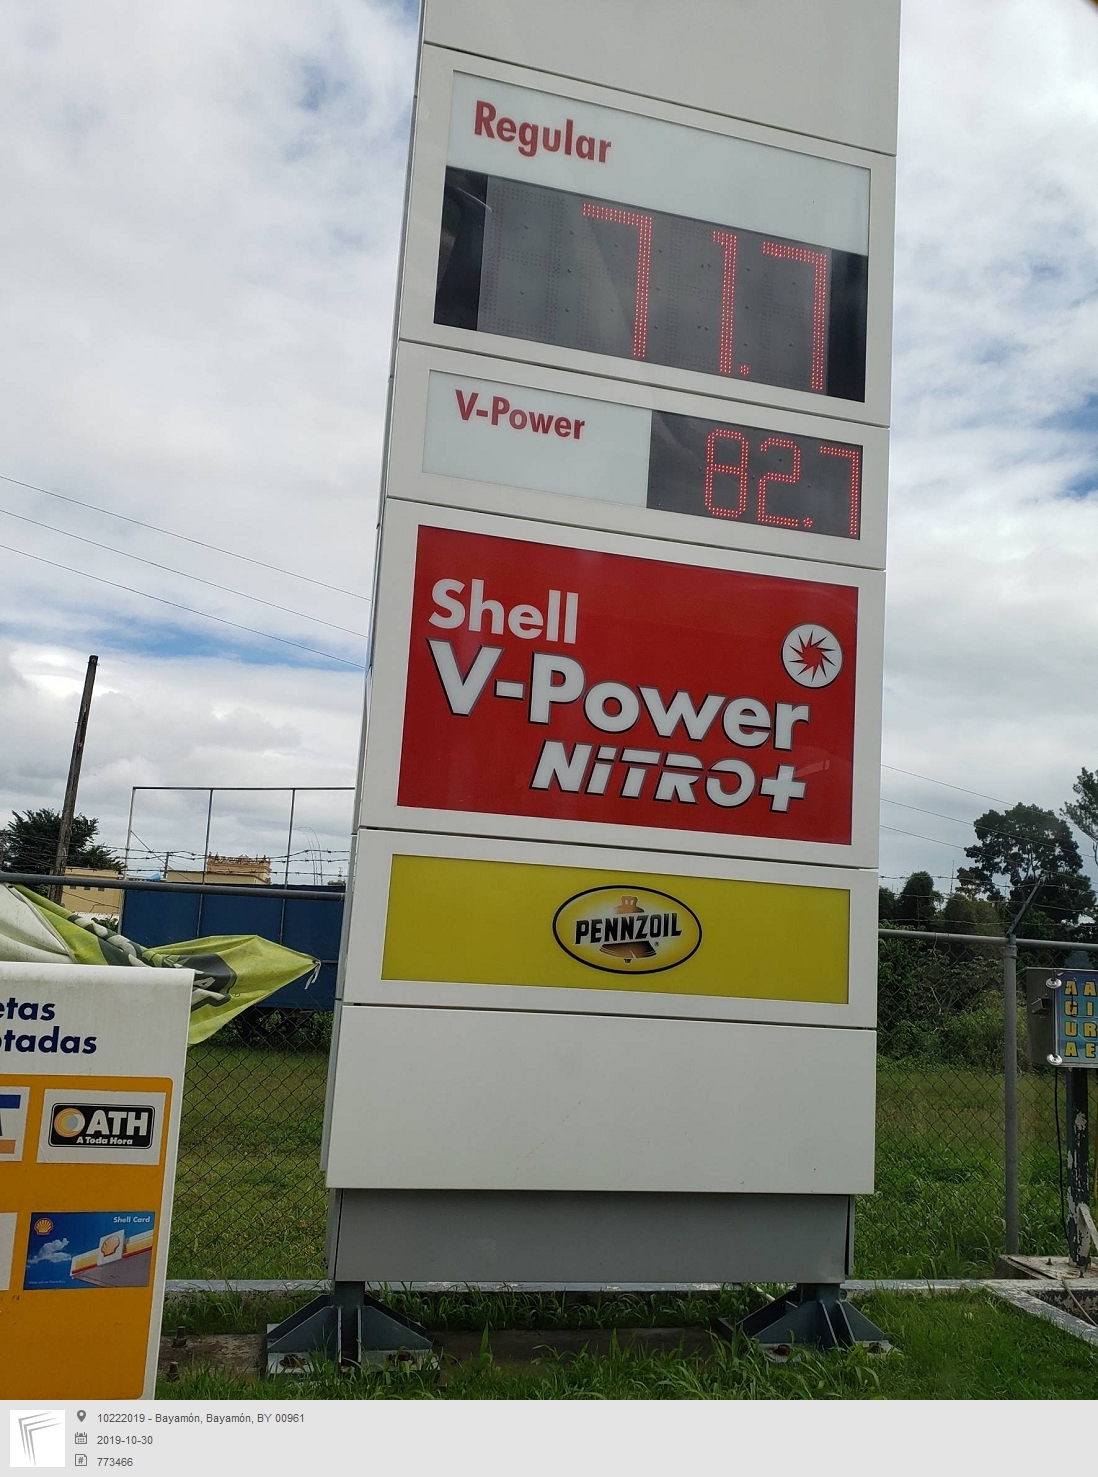 Regular
71.7
V-Power
82.7
Shell
V-Power
NiTRO+
PENNZOIL
®
etas
tadas
ATH
A Toda Hora
Shell Card
A A
G I
U R
A E
10222019 - Bayamón, Bayamón, BY 00961
2019-10-30
773466